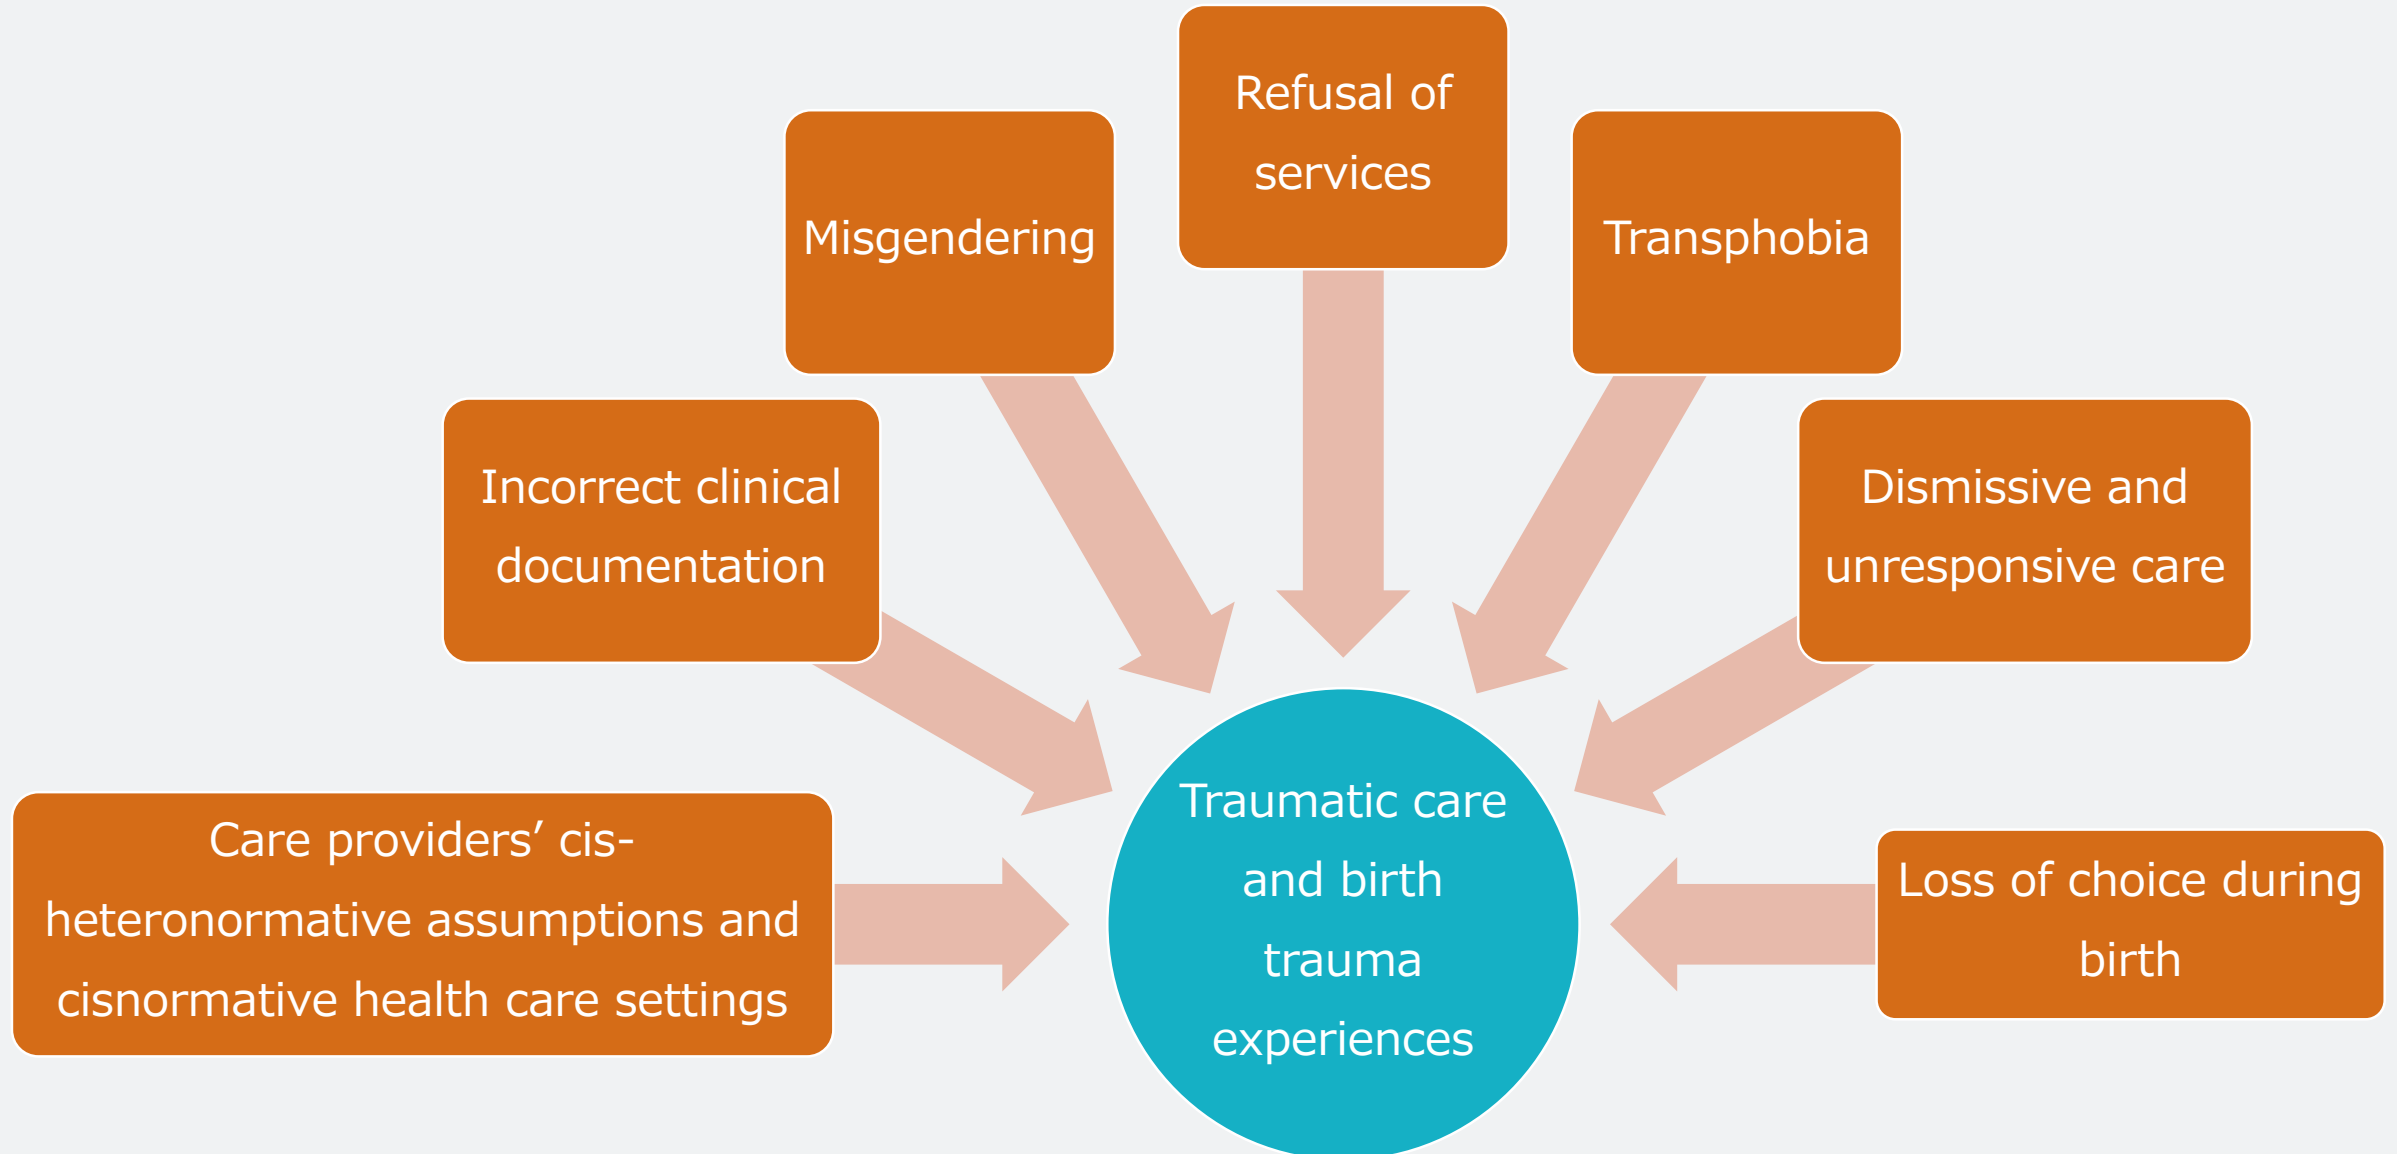 Refusal of
services
Misgendering
Transphobia
Incorrect clinical
documentation
Dismissive and
unresponsive care
Care providers’ cis-
heteronormative assumptions and
cisnormative health care settings
Traumatic care
and birth
trauma
experiences
Loss of choice during
birth